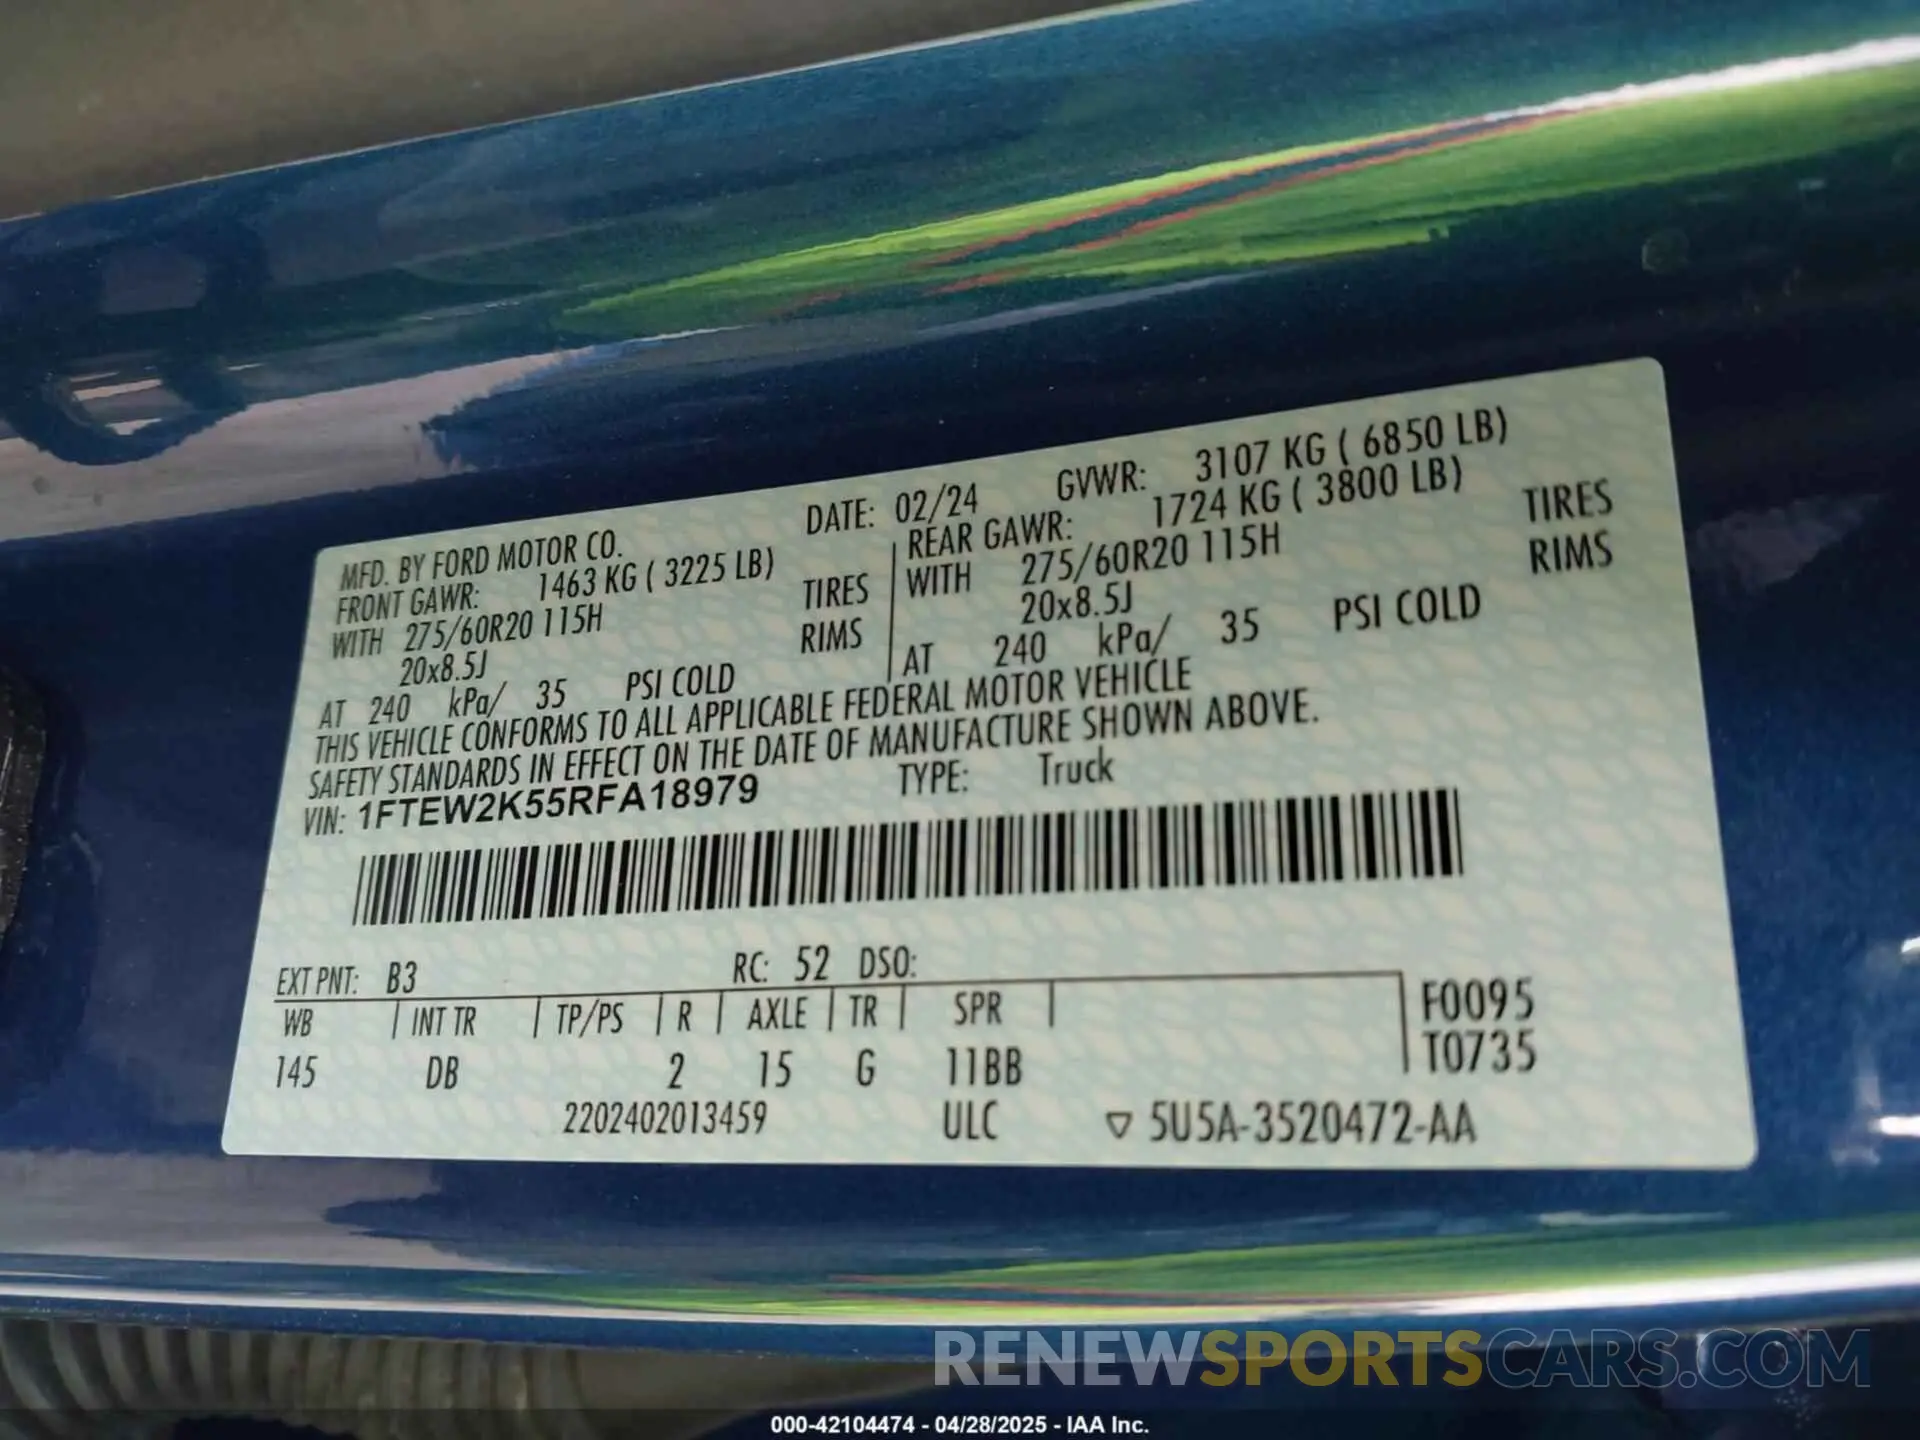 MFD. BY FORD MOTOR CO. DATE: 02/24 GVWR: 3107 KG ( 6850 LB)
FRONT GAWR: 1463 KG ( 3225 LB) REAR GAWR: 1724 KG ( 3800 LB)
WITH 275/60R20 115H TIRES WITH 275/60R20 115H TIRES
20x8.5J RIMS 20x8.5J RIMS
AT 240 kPa/ 35 PSI COLD AT 240 kPa/ 35 PSI COLD
THIS VEHICLE CONFORMS TO ALL APPLICABLE FEDERAL MOTOR VEHICLE
SAFETY STANDARDS IN EFFECT ON THE DATE OF MANUFACTURE SHOWN ABOVE.
VIN: 1FTEW2K55RFA18979 TYPE: Truck
EXT PNT: B3 RC: 52 DSO:
WB INT TR TP/PS R AXLE TR SPR F0095
145 DB 2 15 G 11BB T0735
2202402013459 ULC ▽ 5U5A-3520472-AA
RENEWSPORTSCARS.COM
000-42104474 - 04/28/2025 - IAA Inc.